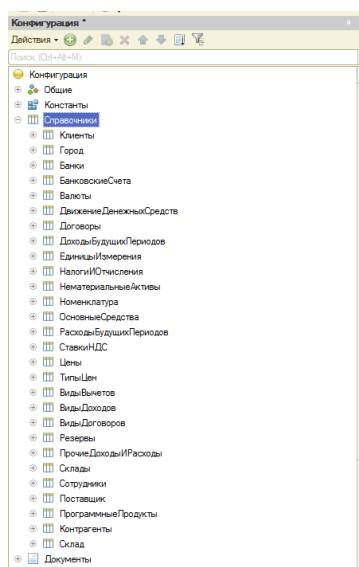 Конфигурация *
Действия
Поиск (Ctrl+Alt+M)
Конфигурация
Общие
Константы
Справочники
Клиенты
Город
Банки
БанковскиеСчета
Валюты
ДвижениеДенежныхСредств
Договоры
ДоходыБудущихПериодов
ЕдиницыИзмерения
НалогиИОтчисления
НематериальныеАктивы
Номенклатура
ОсновныеСредства
РасходыБудущихПериодов
СтавкиНДС
Цены
ТипыЦен
ВидыВычетов
ВидыДоходов
ВидыДоговоров
Резервы
ПрочиеДоходыИРасходы
Склады
Сотрудники
Поставщик
ПрограммныеПродукты
Контрагенты
Склад
Документы